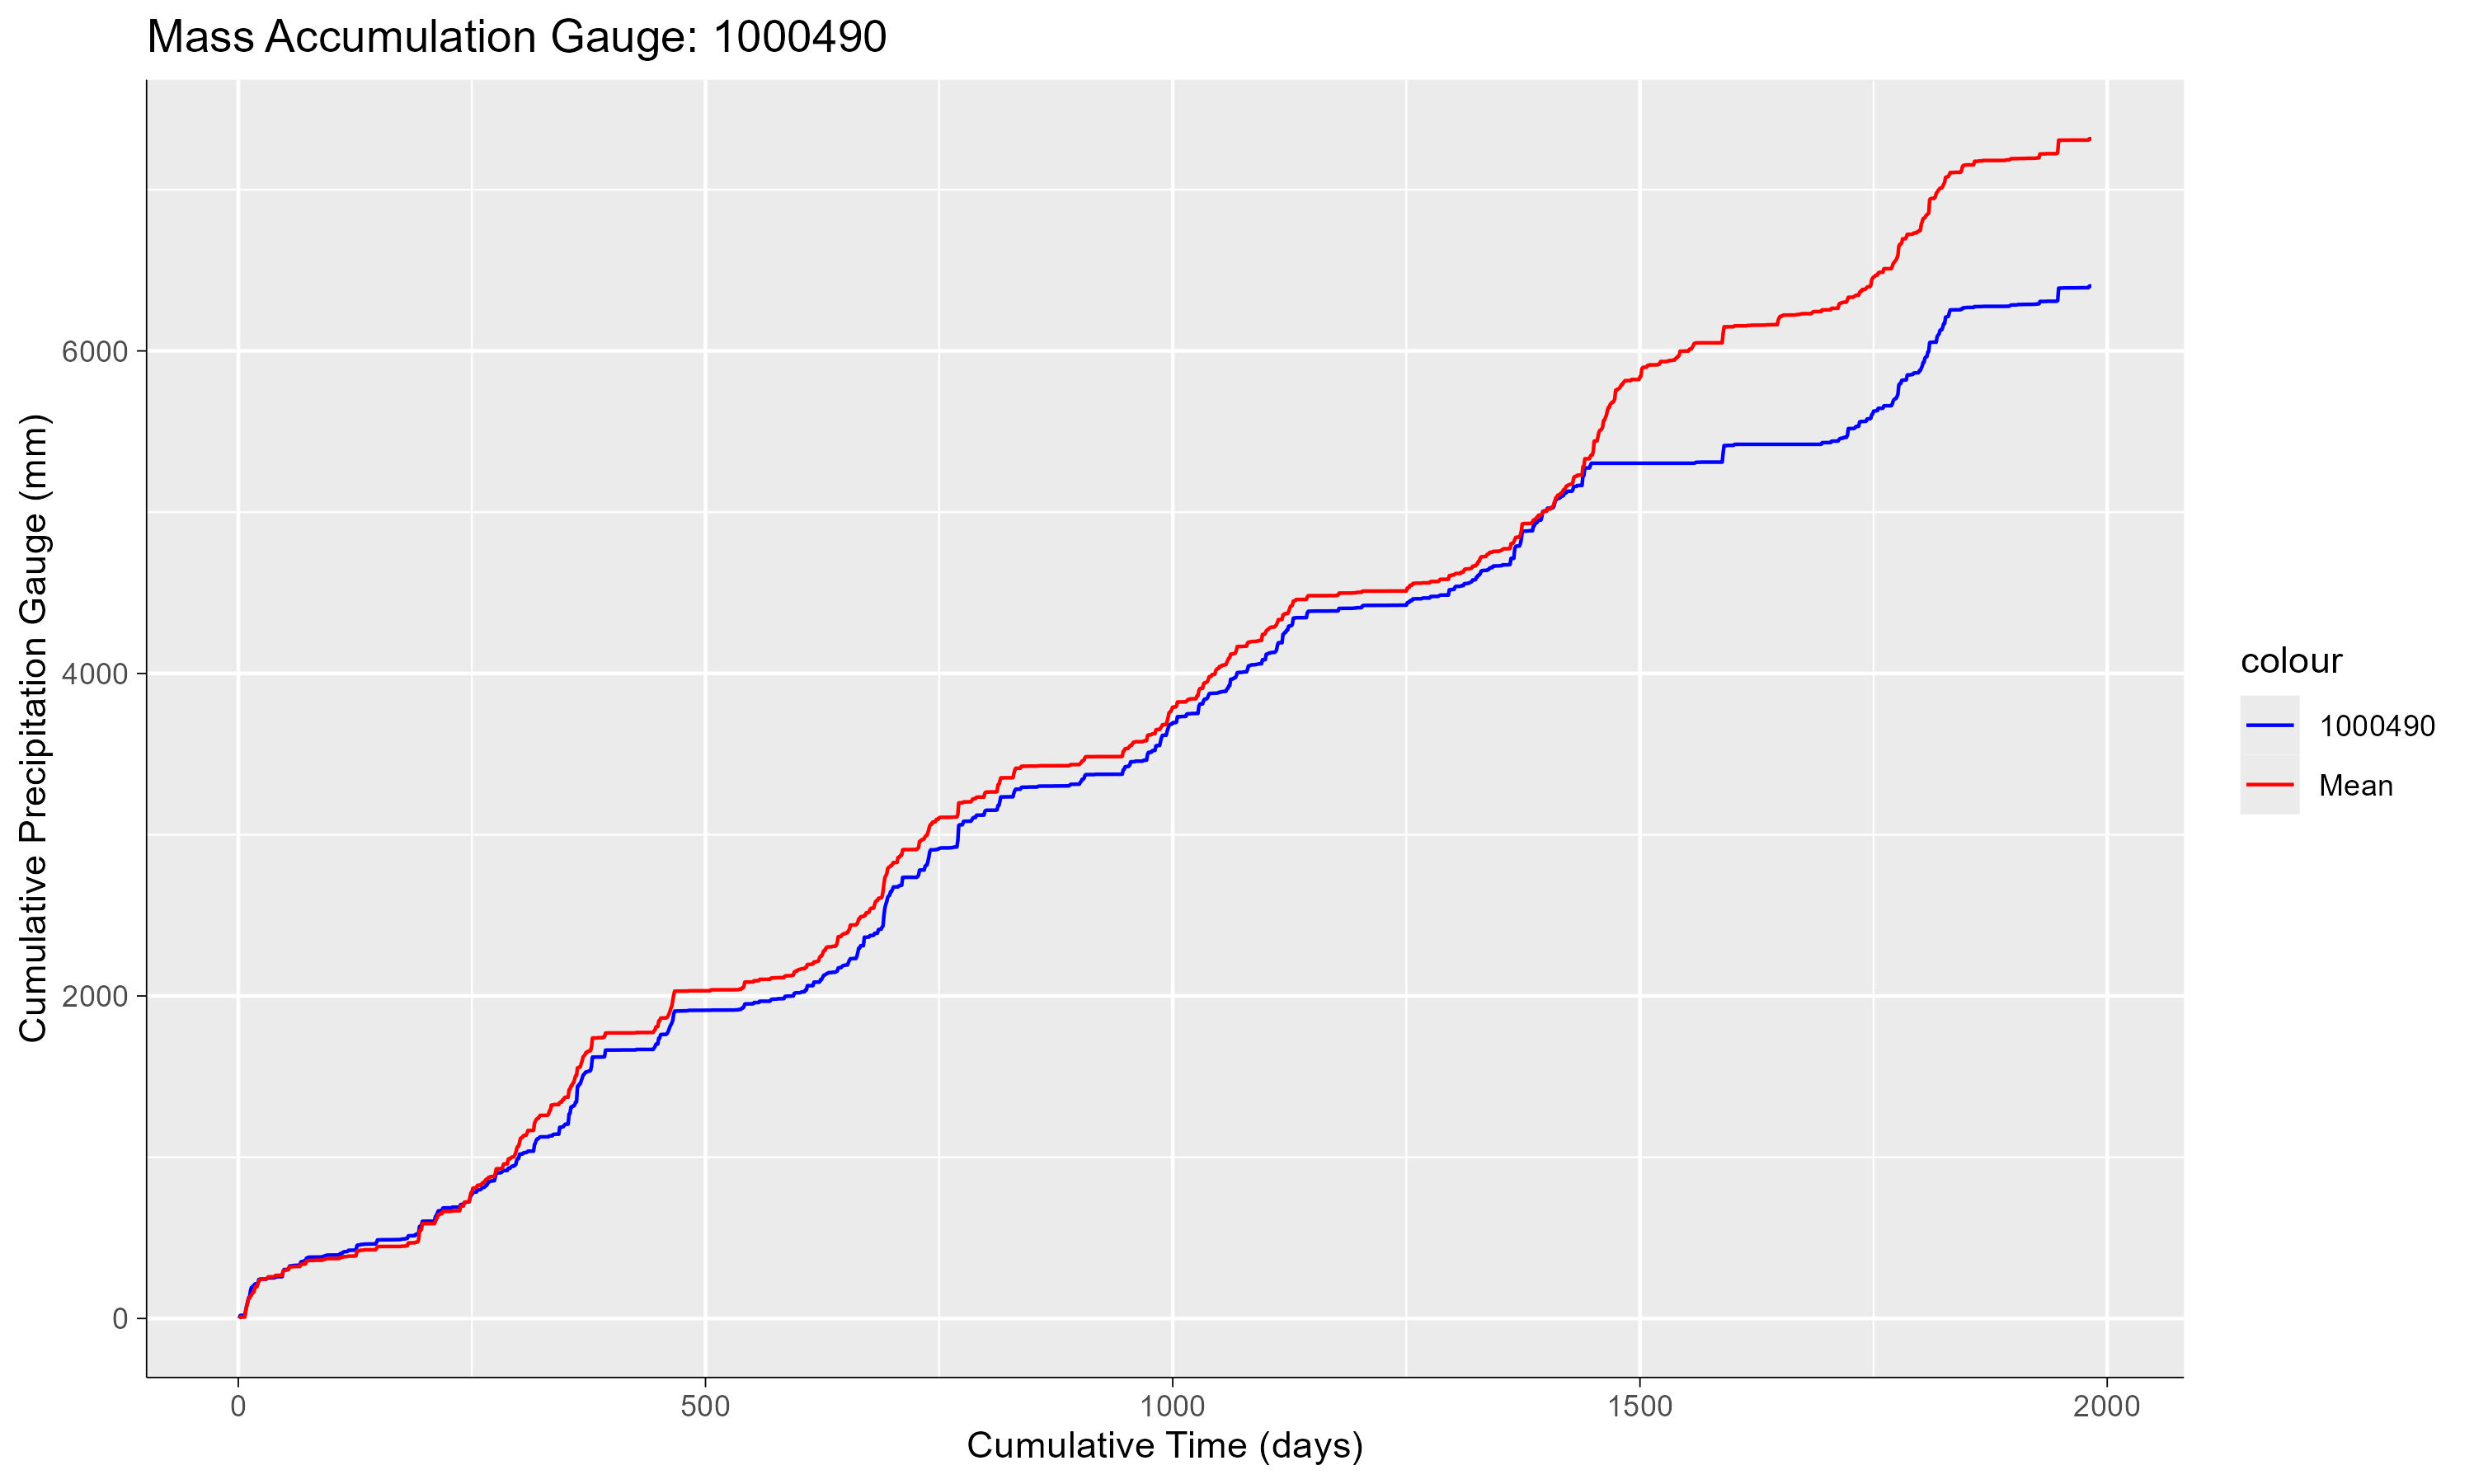 Mass Accumulation Gauge: 1000490
Cumulative Precipitation Gauge (mm)
6000
4000
2000
0
0
500
1000
1500
2000
Cumulative Time (days)
colour
1000490
Mean